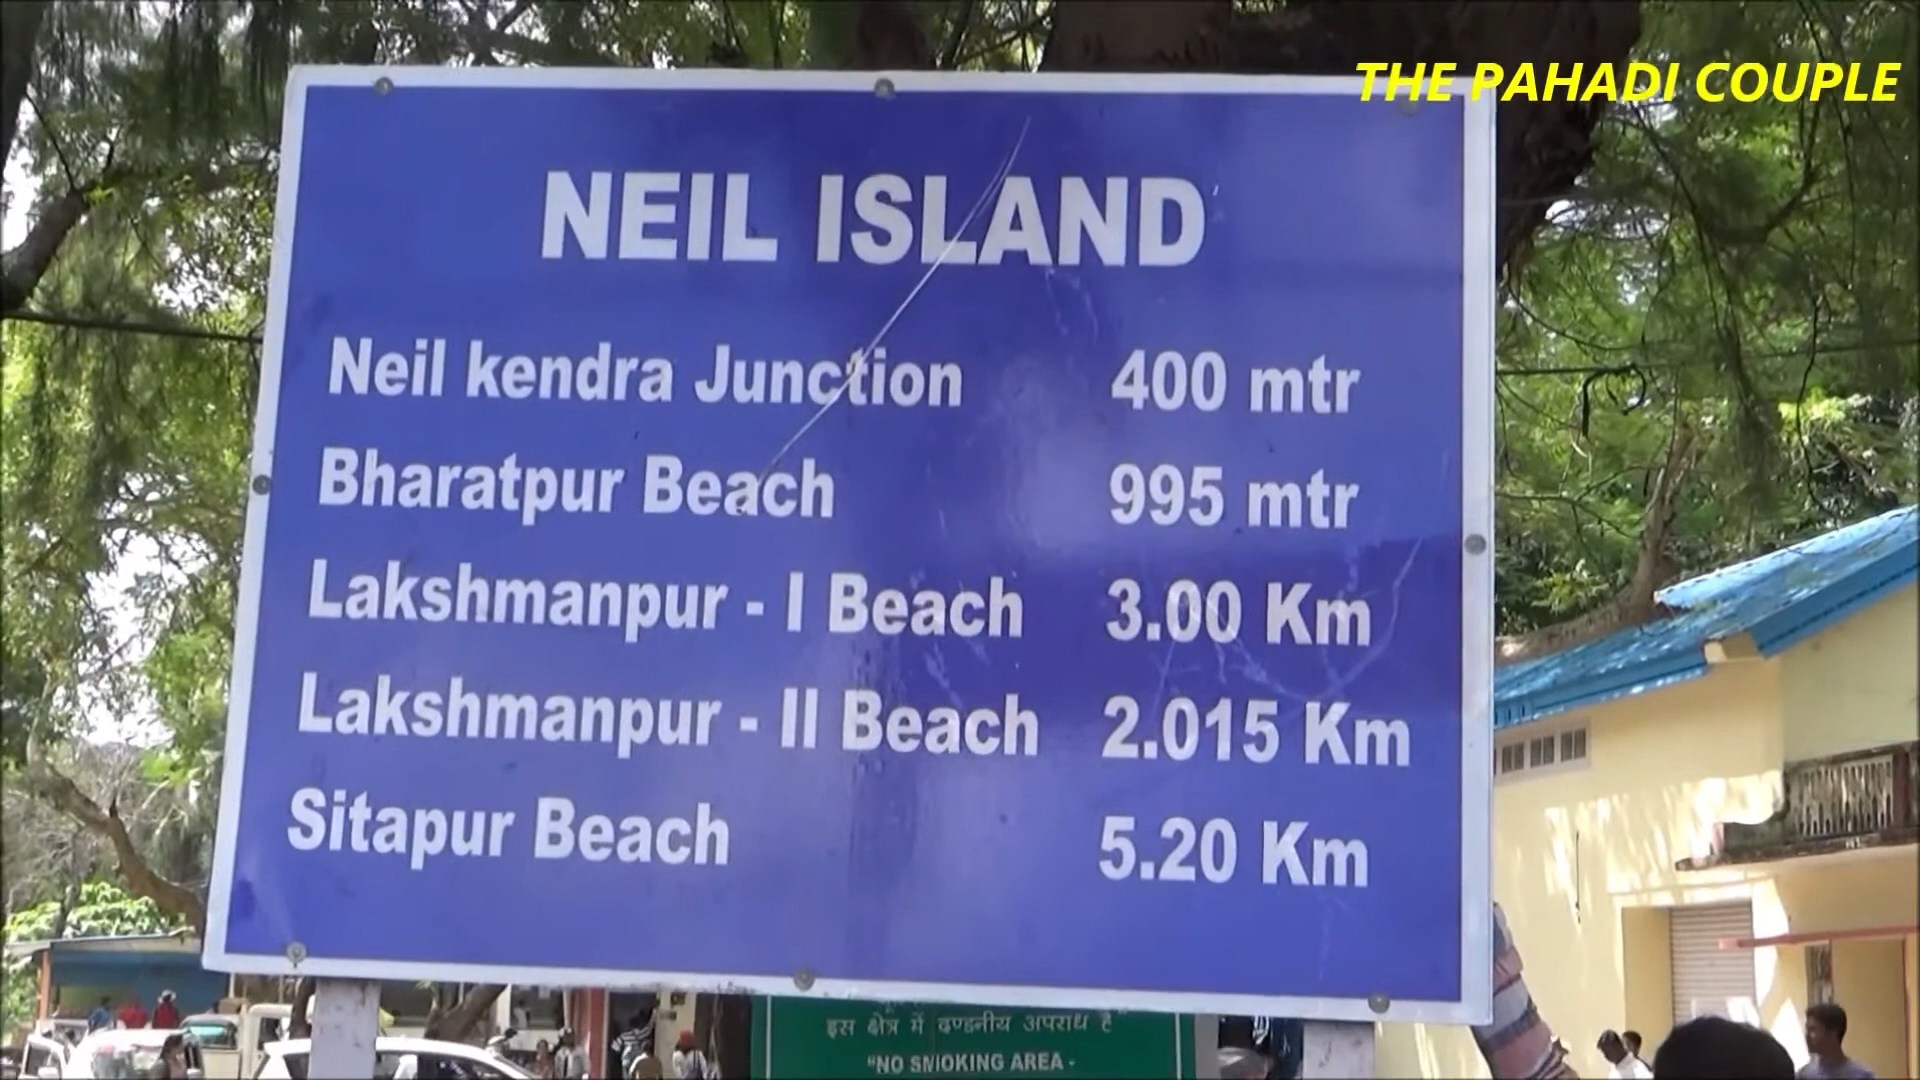 THE PAHADI COUPLE
NEIL ISLAND
Neil kendra Junction 400 mtr
Bharatpur Beach 995 mtr
Lakshmanpur - I Beach 3.00 Km
Lakshmanpur - II Beach 2.015 Km
Sitapur Beach 5.20 Km
इस क्षेत्र में दण्डनीय अपराध है
"NO SMOKING AREA -